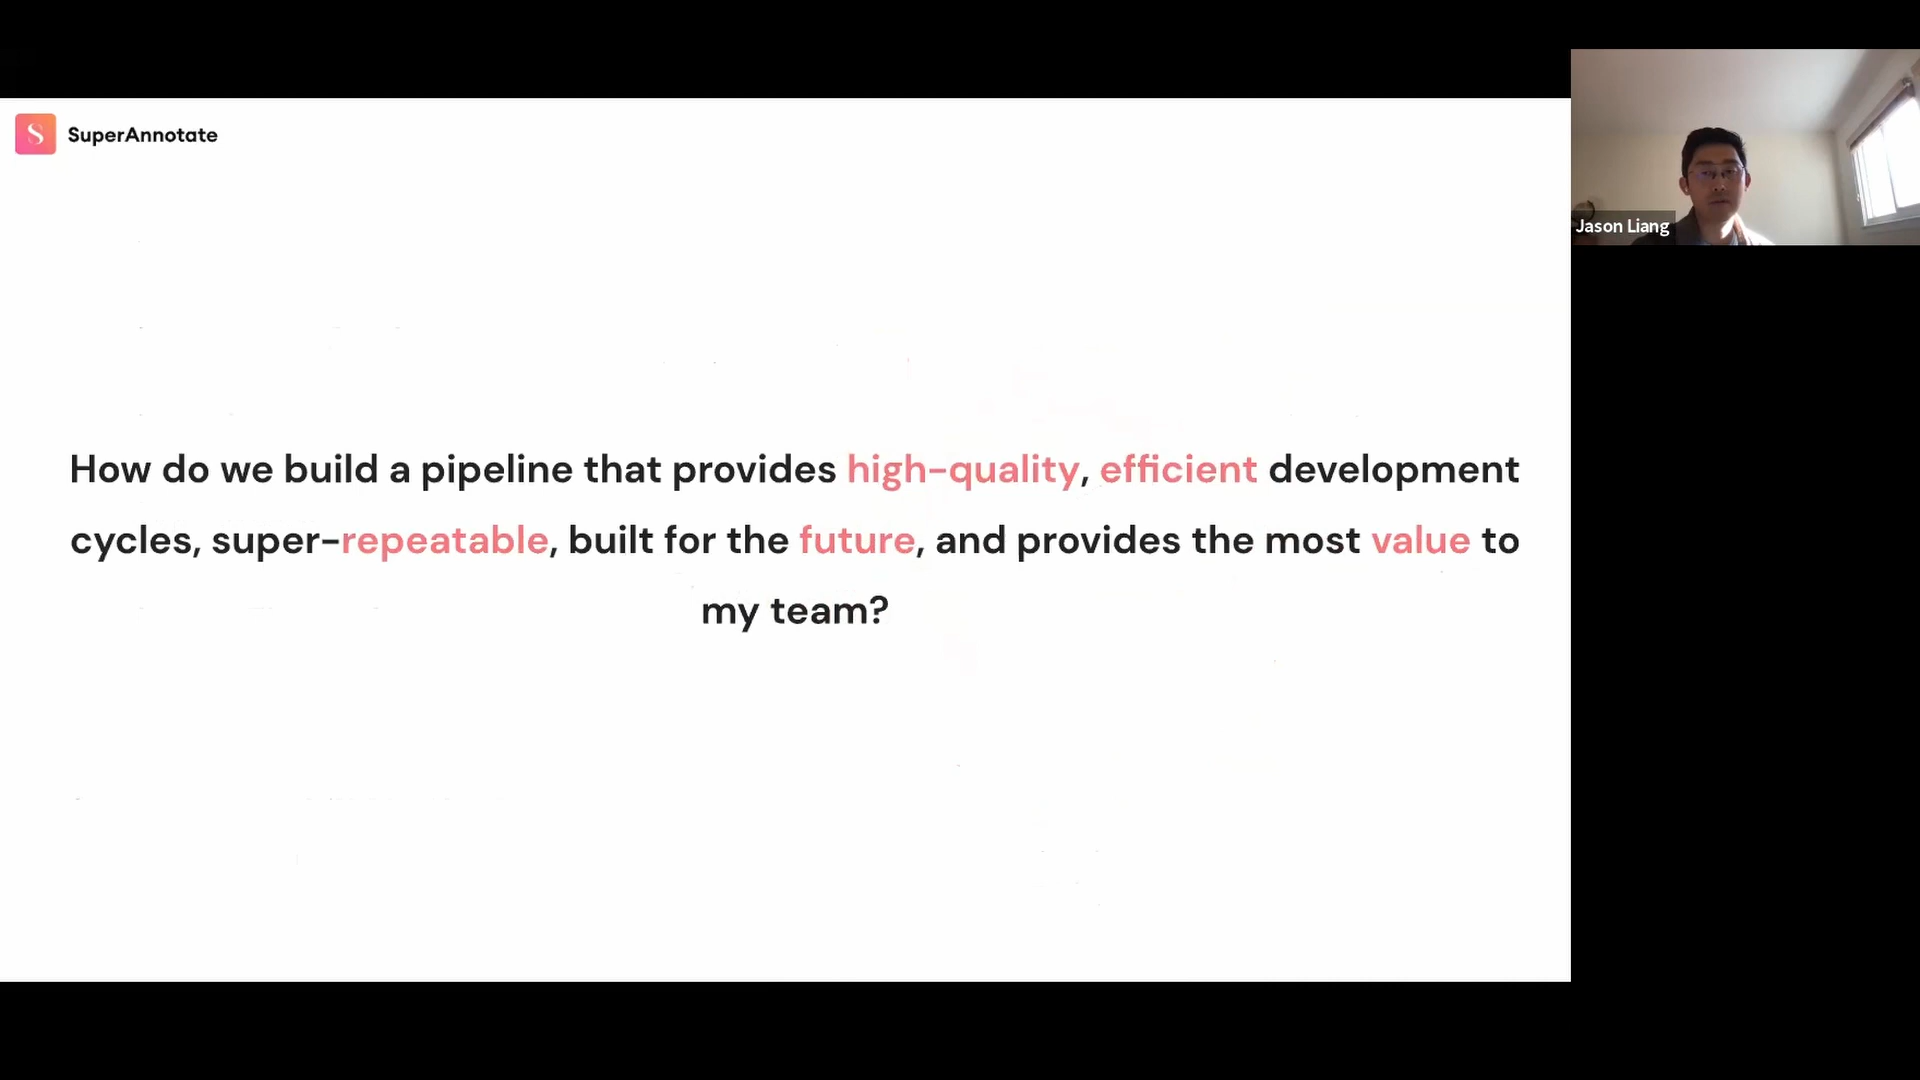 S SuperAnnotate
How do we build a pipeline that provides high-quality, efficient development
cycles, super-repeatable, built for the future, and provides the most value to
my team?
Jason Liang